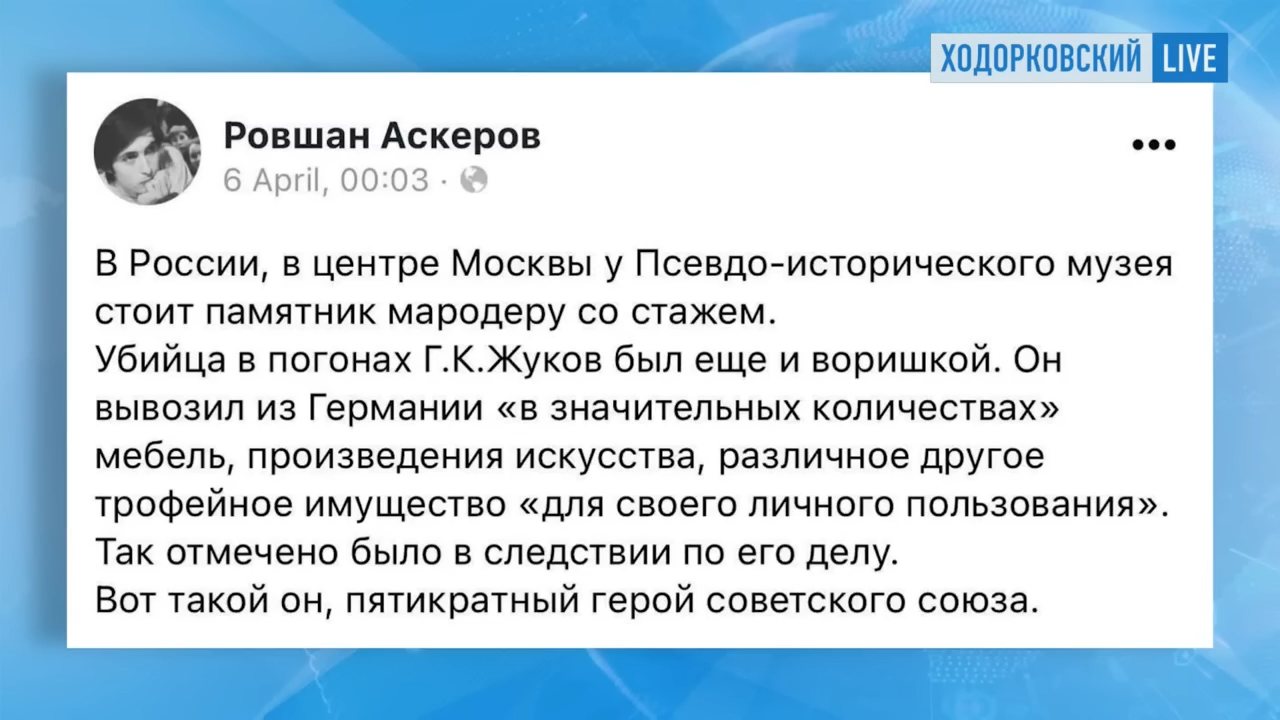 ХОДОРКОВСКИЙ LIVE
Ровшан Аскеров
6 April, 00:03 ·
В России, в центре Москвы у Псевдо-исторического музея
стоит памятник мародеру со стажем.
Убийца в погонах Г.К.Жуков был еще и воришкой. Он
вывозил из Германии «в значительных количествах»
мебель, произведения искусства, различное другое
трофейное имущество «для своего личного пользования».
Так отмечено было в следствии по его делу.
Вот такой он, пятикратный герой советского союза.